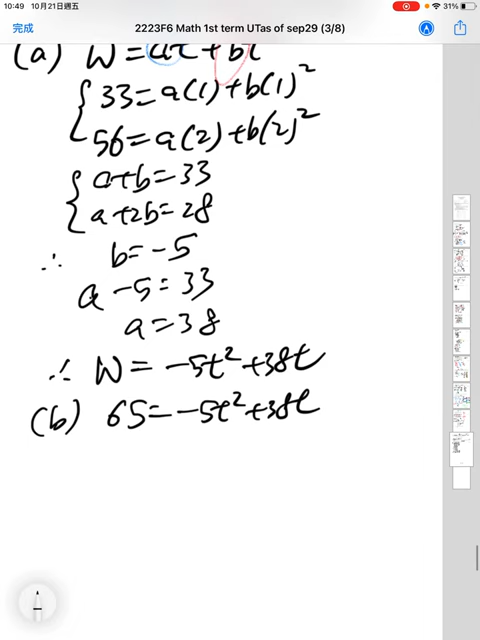 10:49 10月21日週五
31%
完成
2223F6 Math 1st term UTas of sep29 (3/8)
(a) W = at + bt
33 = a(1) + b(1)²
56 = a(2) + b(2)²
a + b = 33
a + 2b = 28
∴ b = -5
a - 5 = 33
a = 38
∴ W = -5t² + 38t
(b) 65 = -5t² + 38t